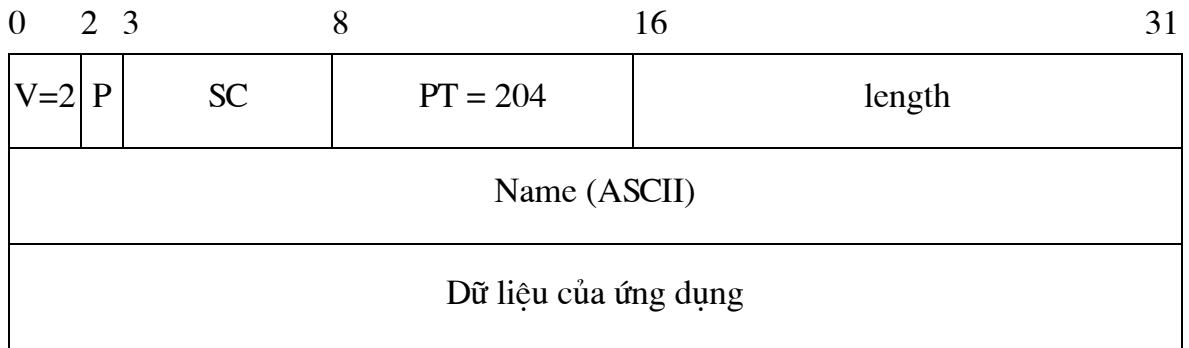 0 2 3 8 16 31
V=2 P SC PT = 204 length
Name (ASCII)
Dữ liệu của ứng dụng